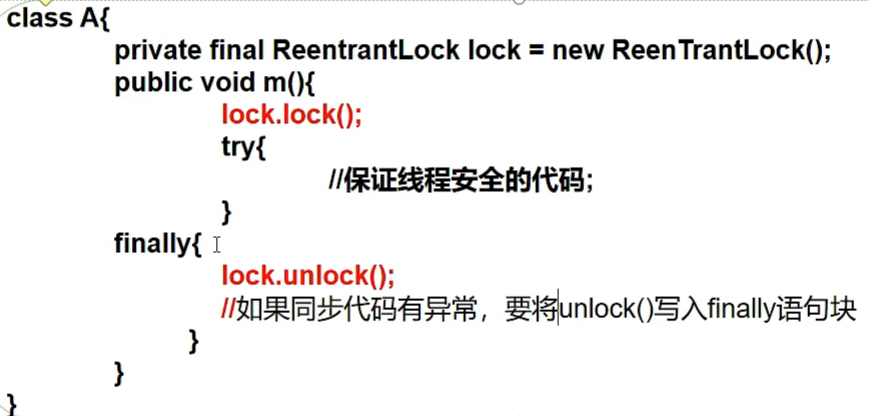 class A{
private final ReentrantLock lock = new ReenTrantLock();
public void m(){
lock.lock();
try{
//保证线程安全的代码;
}
finally{
lock.unlock();
//如果同步代码有异常，要将unlock()写入finally语句块
}
}
}